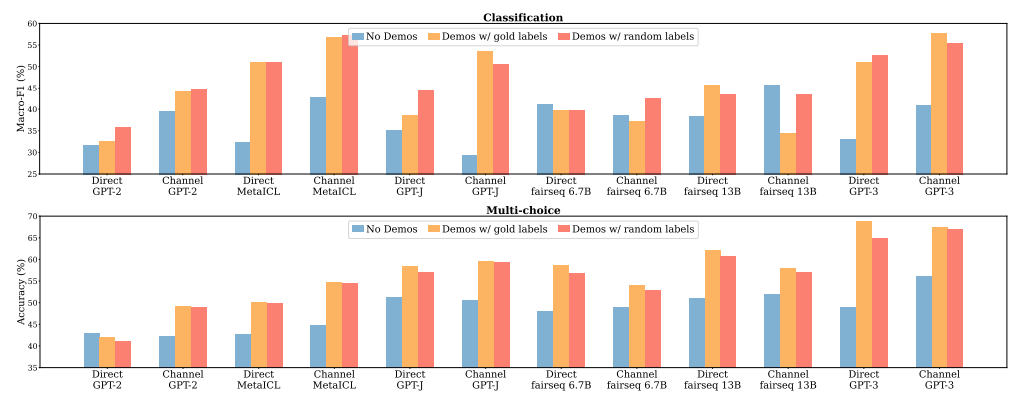 Classification
Macro-F1 (%)
60
55
50
45
40
35
30
25
No Demos
Demos w/ gold labels
Demos w/ random labels
Direct GPT-2
Channel GPT-2
Direct MetaICL
Channel MetaICL
Direct GPT-J
Channel GPT-J
Direct fairseq 6.7B
Channel fairseq 6.7B
Direct fairseq 13B
Channel fairseq 13B
Direct GPT-3
Channel GPT-3
Multi-choice
Accuracy (%)
70
65
60
55
50
45
40
35
No Demos
Demos w/ gold labels
Demos w/ random labels
Direct GPT-2
Channel GPT-2
Direct MetaICL
Channel MetaICL
Direct GPT-J
Channel GPT-J
Direct fairseq 6.7B
Channel fairseq 6.7B
Direct fairseq 13B
Channel fairseq 13B
Direct GPT-3
Channel GPT-3